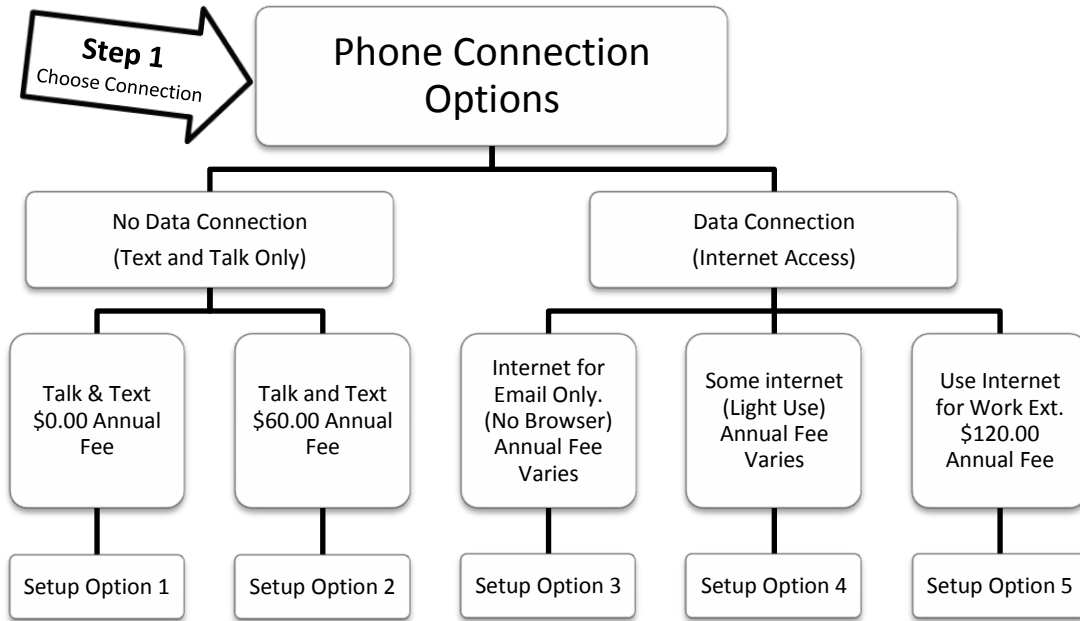 Step 1
Choose Connection
Phone Connection
Options
No Data Connection
(Text and Talk Only)
Data Connection
(Internet Access)
Talk & Text
$0.00 Annual
Fee
Talk and Text
$60.00 Annual
Fee
Internet for
Email Only.
(No Browser)
Annual Fee
Varies
Some internet
(Light Use)
Annual Fee
Varies
Use Internet
for Work Ext.
$120.00
Annual Fee
Setup Option 1
Setup Option 2
Setup Option 3
Setup Option 4
Setup Option 5